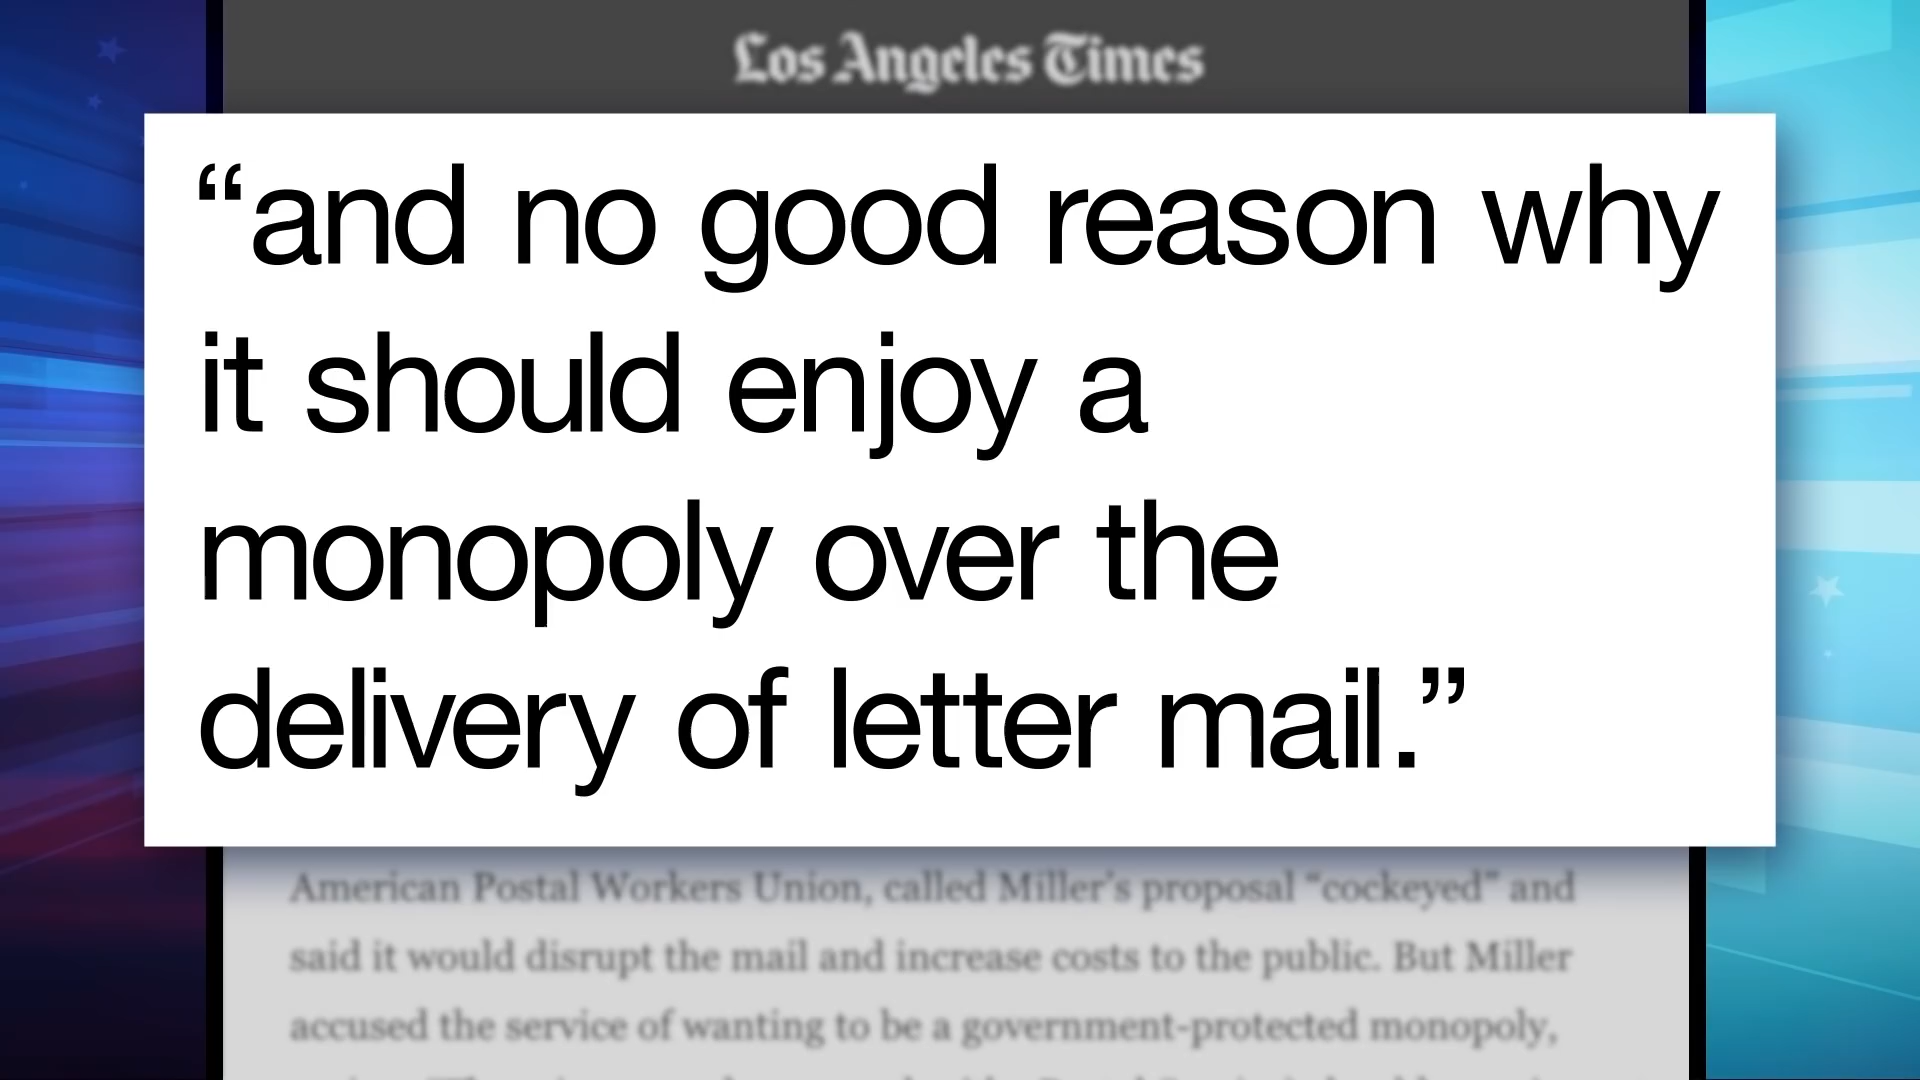 Los Angeles Times
“and no good reason why
it should enjoy a
monopoly over the
delivery of letter mail.”
American Postal Workers Union, called Miller’s proposal “cockeyed” and
said it would disrupt the mail and increase costs to the public. But Miller
accused the service of wanting to be a government-protected monopoly,